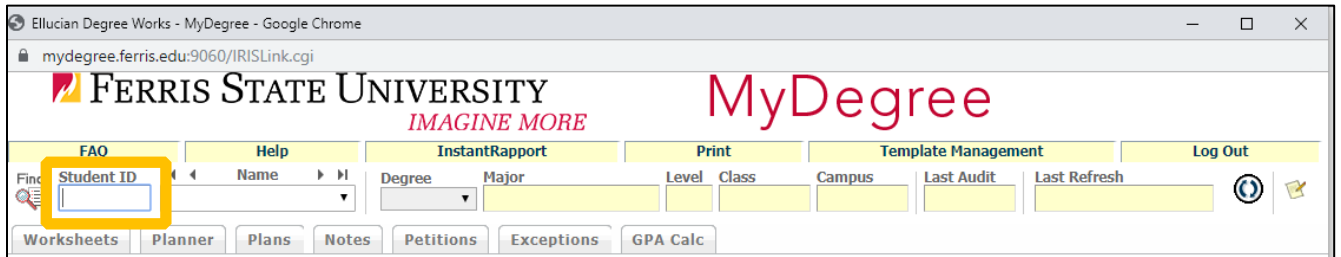 Ellucian Degree Works - MyDegree - Google Chrome
mydegree.ferris.edu:9060/IRISLink.cgi
FERRIS STATE UNIVERSITY MyDegree
IMAGINE MORE
FAQ Help InstantRapport Print Template Management Log Out
Find Student ID Name Degree Major Level Class Campus Last Audit Last Refresh
Worksheets Planner Plans Notes Petitions Exceptions GPA Calc